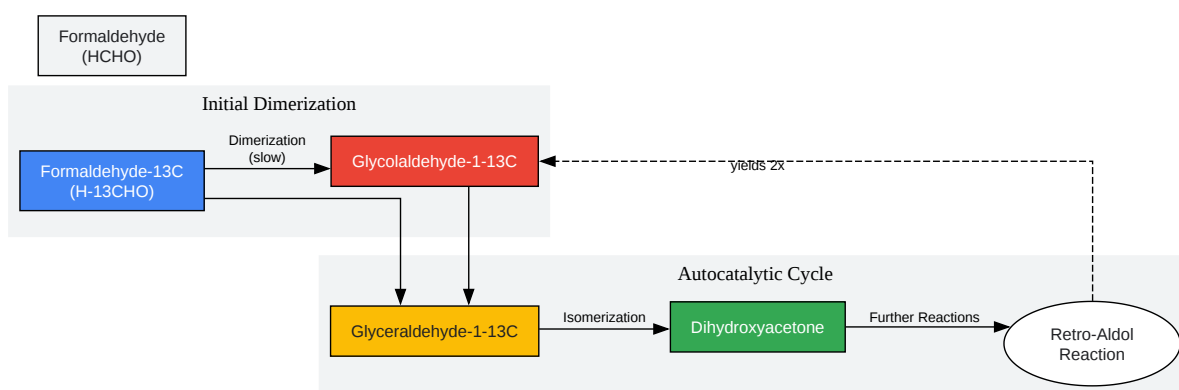 Formaldehyde
(HCHO)
Initial Dimerization
Dimerization
(slow)
Formaldehyde-13C
(H-13CHO)
Glycolaldehyde-1-13C
yields 2x
Autocatalytic Cycle
Glyceraldehyde-1-13C
Isomerization
Dihydroxyacetone
Further Reactions
Retro-Aldol
Reaction